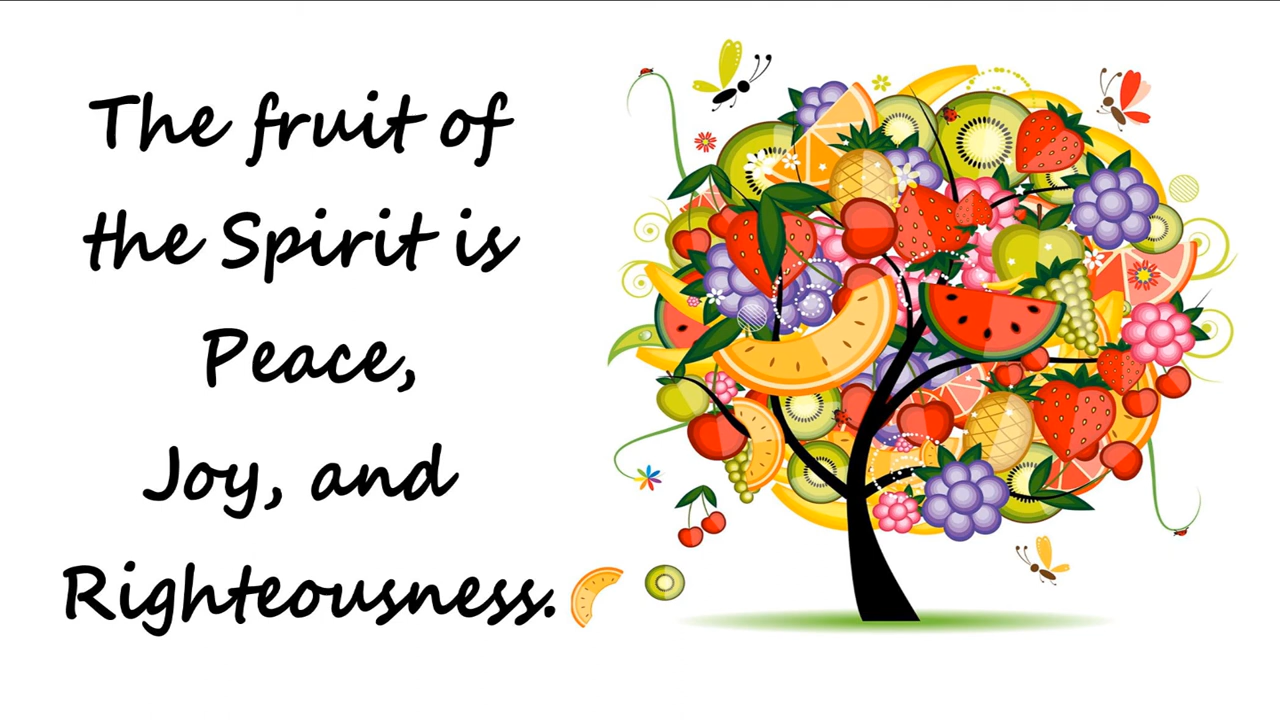 The fruit of
the Spirit is
Peace,
Joy, and
Righteousness.